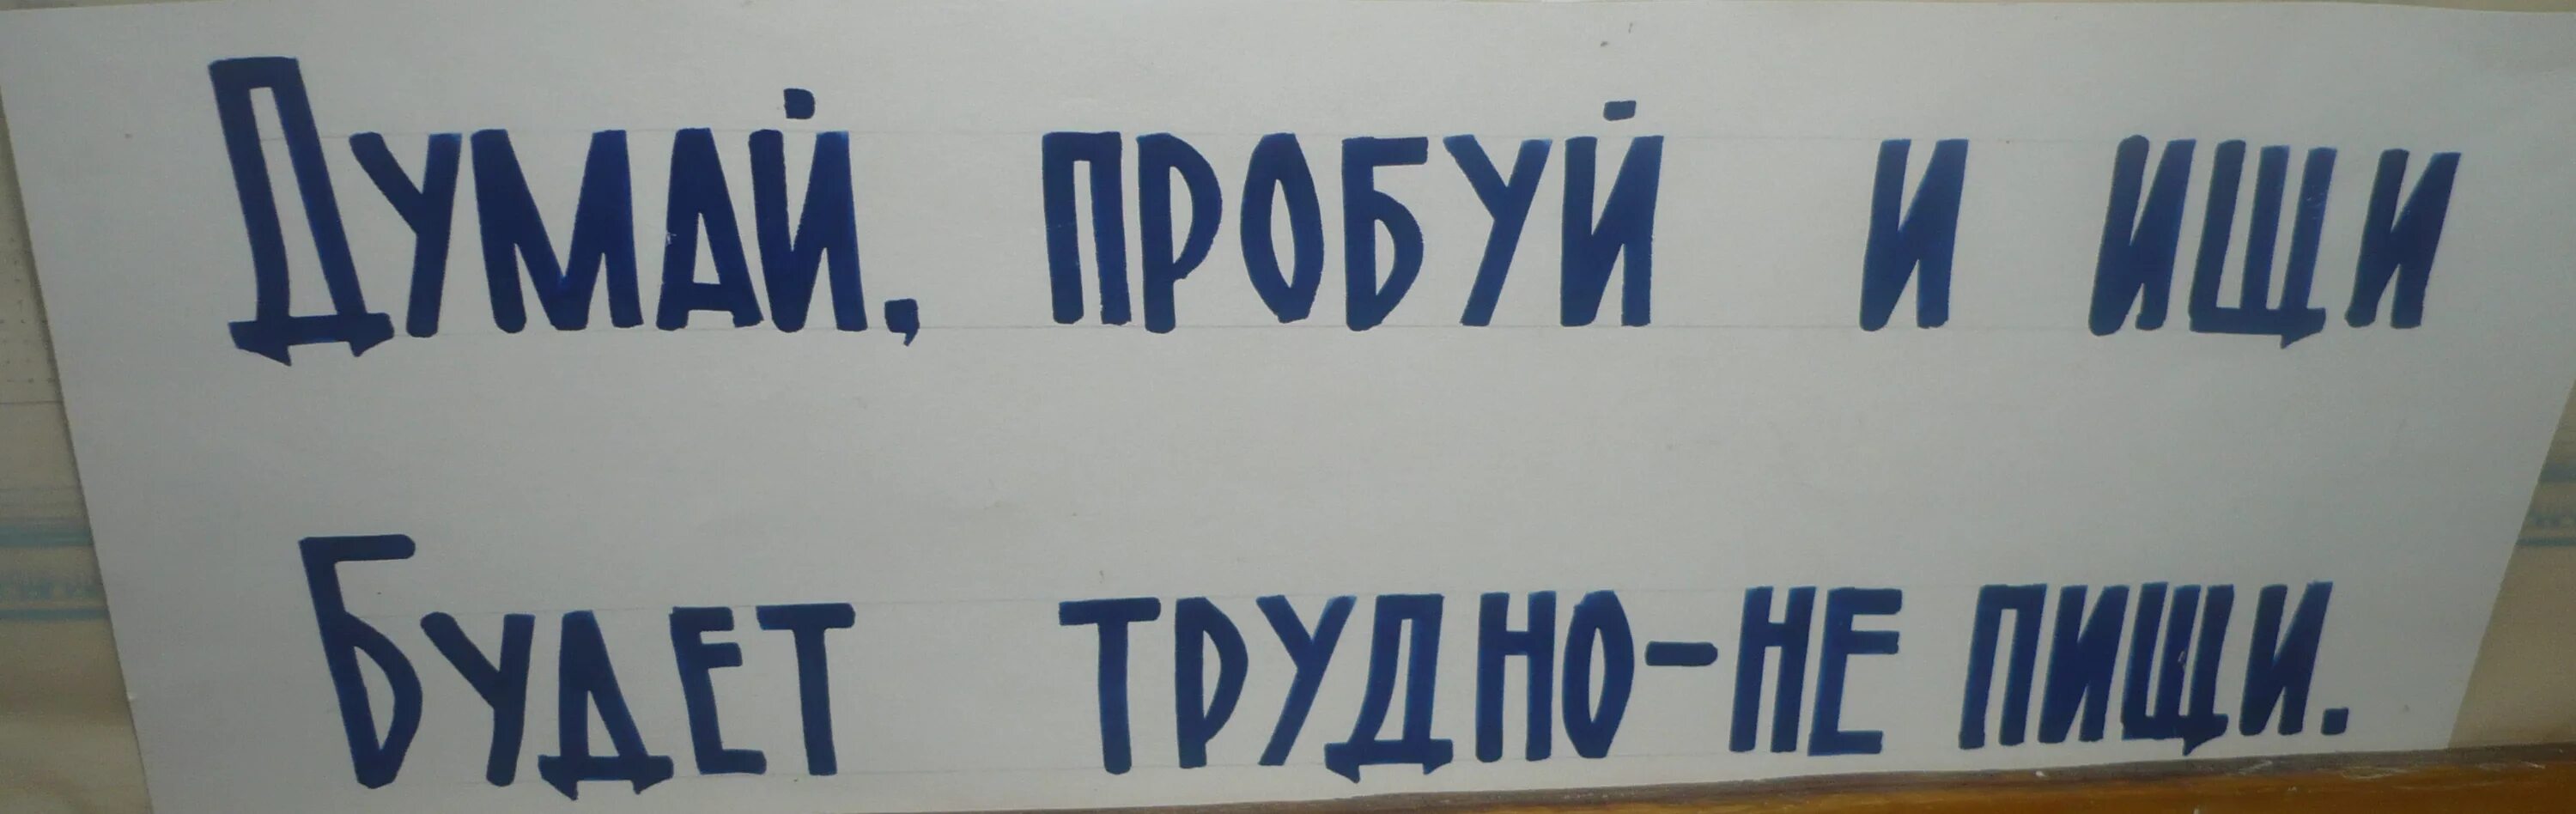 Думай, пробуй и ищи
Будет трудно-не пищи.